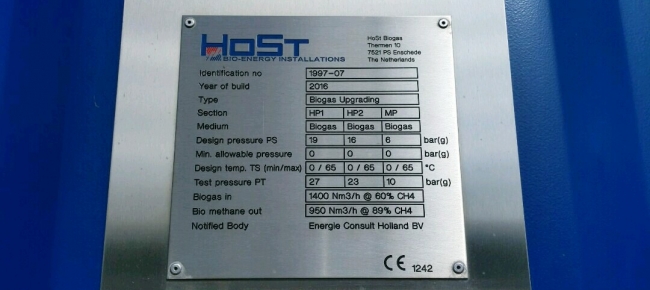 HoSt
BIO-ENERGY INSTALLATIONS
HoSt Biogas
Thermen 10
7521 PS Enschede
The Netherlands
Identification no 1997-07
Year of build 2016
Type Biogas Upgrading
Section HP1 HP2 MP
Medium Biogas Biogas Biogas
Design pressure PS 19 16 6 bar(g)
Min. allowable pressure 0 0 0 bar(g)
Design temp. TS (min/max) 0 / 65 0 / 65 0 / 65 °C
Test pressure PT 27 23 10 bar(g)
Biogas in 1400 Nm3/h @ 60% CH4
Bio methane out 950 Nm3/h @ 89% CH4
Notified Body Energie Consult Holland BV
CE 1242